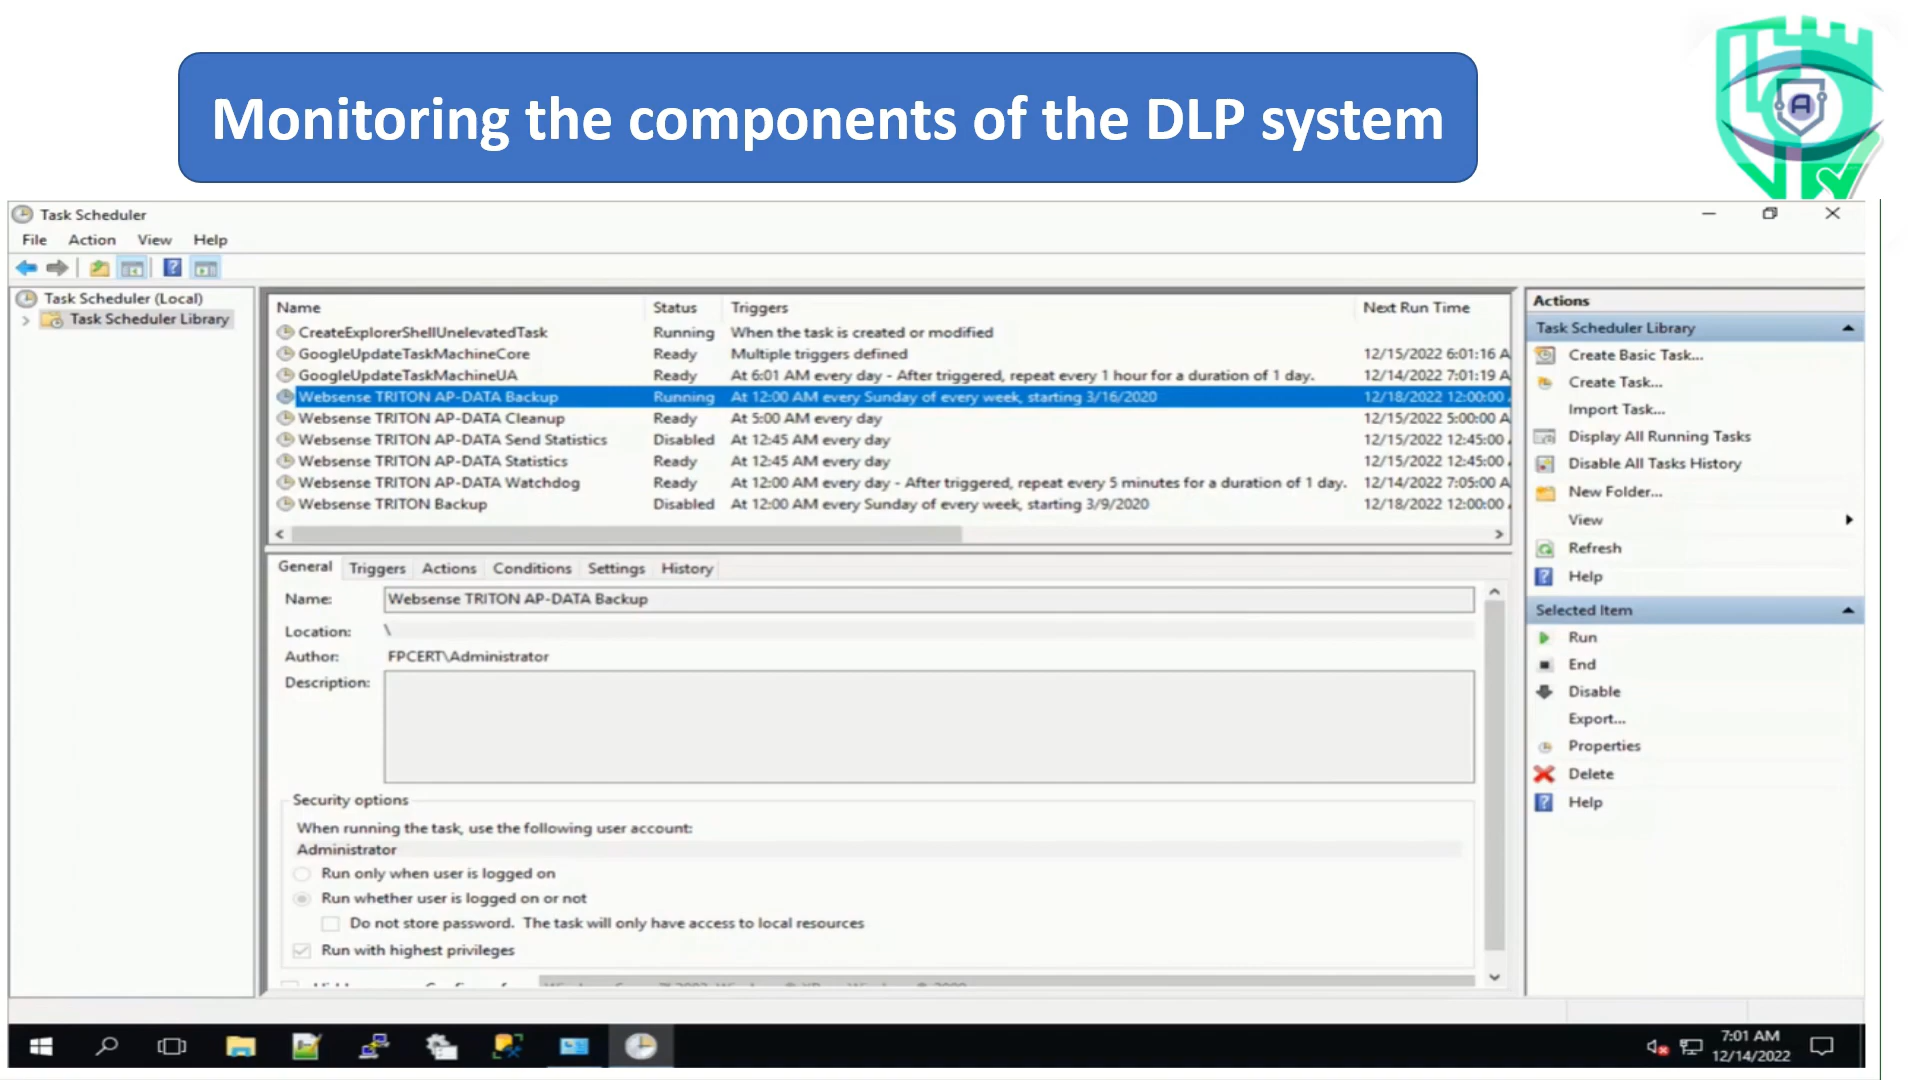 Monitoring the components of the DLP system
A
Task Scheduler
File Action View Help
Task Scheduler (Local)
Task Scheduler Library
Name Status Triggers Next Run Time
CreateExplorerShellUnelevatedTask Running When the task is created or modified
GoogleUpdateTaskMachineCore Ready Multiple triggers defined 12/15/2022 6:01:16 A
GoogleUpdateTaskMachineUA Ready At 6:01 AM every day - After triggered, repeat every 1 hour for a duration of 1 day. 12/14/2022 7:01:19 A
Websense TRITON AP-DATA Backup Running At 12:00 AM every Sunday of every week, starting 3/16/2020 12/18/2022 12:00:00
Websense TRITON AP-DATA Cleanup Ready At 5:00 AM every day 12/15/2022 5:00:00 A
Websense TRITON AP-DATA Send Statistics Disabled At 12:45 AM every day 12/15/2022 12:45:00
Websense TRITON AP-DATA Statistics Ready At 12:45 AM every day 12/15/2022 12:45:00
Websense TRITON AP-DATA Watchdog Ready At 12:00 AM every day - After triggered, repeat every 5 minutes for a duration of 1 day. 12/14/2022 7:05:00 A
Websense TRITON Backup Disabled At 12:00 AM every Sunday of every week, starting 3/9/2020 12/18/2022 12:00:00
General Triggers Actions Conditions Settings History
Name: Websense TRITON AP-DATA Backup
Location: \
Author: FPCERT\Administrator
Description:
Security options
When running the task, use the following user account:
Administrator
Run only when user is logged on
Run whether user is logged on or not
Do not store password. The task will only have access to local resources
Run with highest privileges
Actions
Task Scheduler Library
Create Basic Task...
Create Task...
Import Task...
Display All Running Tasks
Disable All Tasks History
New Folder...
View
Refresh
Help
Selected Item
Run
End
Disable
Export...
Properties
Delete
Help
7:01 AM
12/14/2022